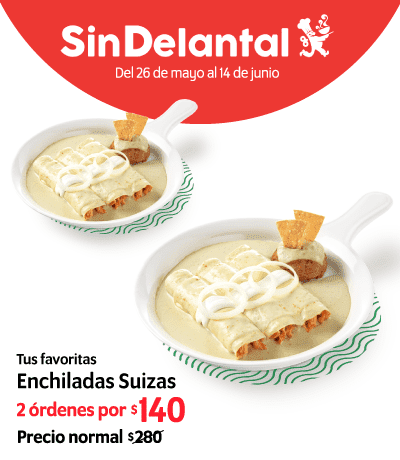 SinDelantal
Del 26 de mayo al 14 de junio
Tus favoritas
Enchiladas Suizas
2 órdenes por $140
Precio normal $280